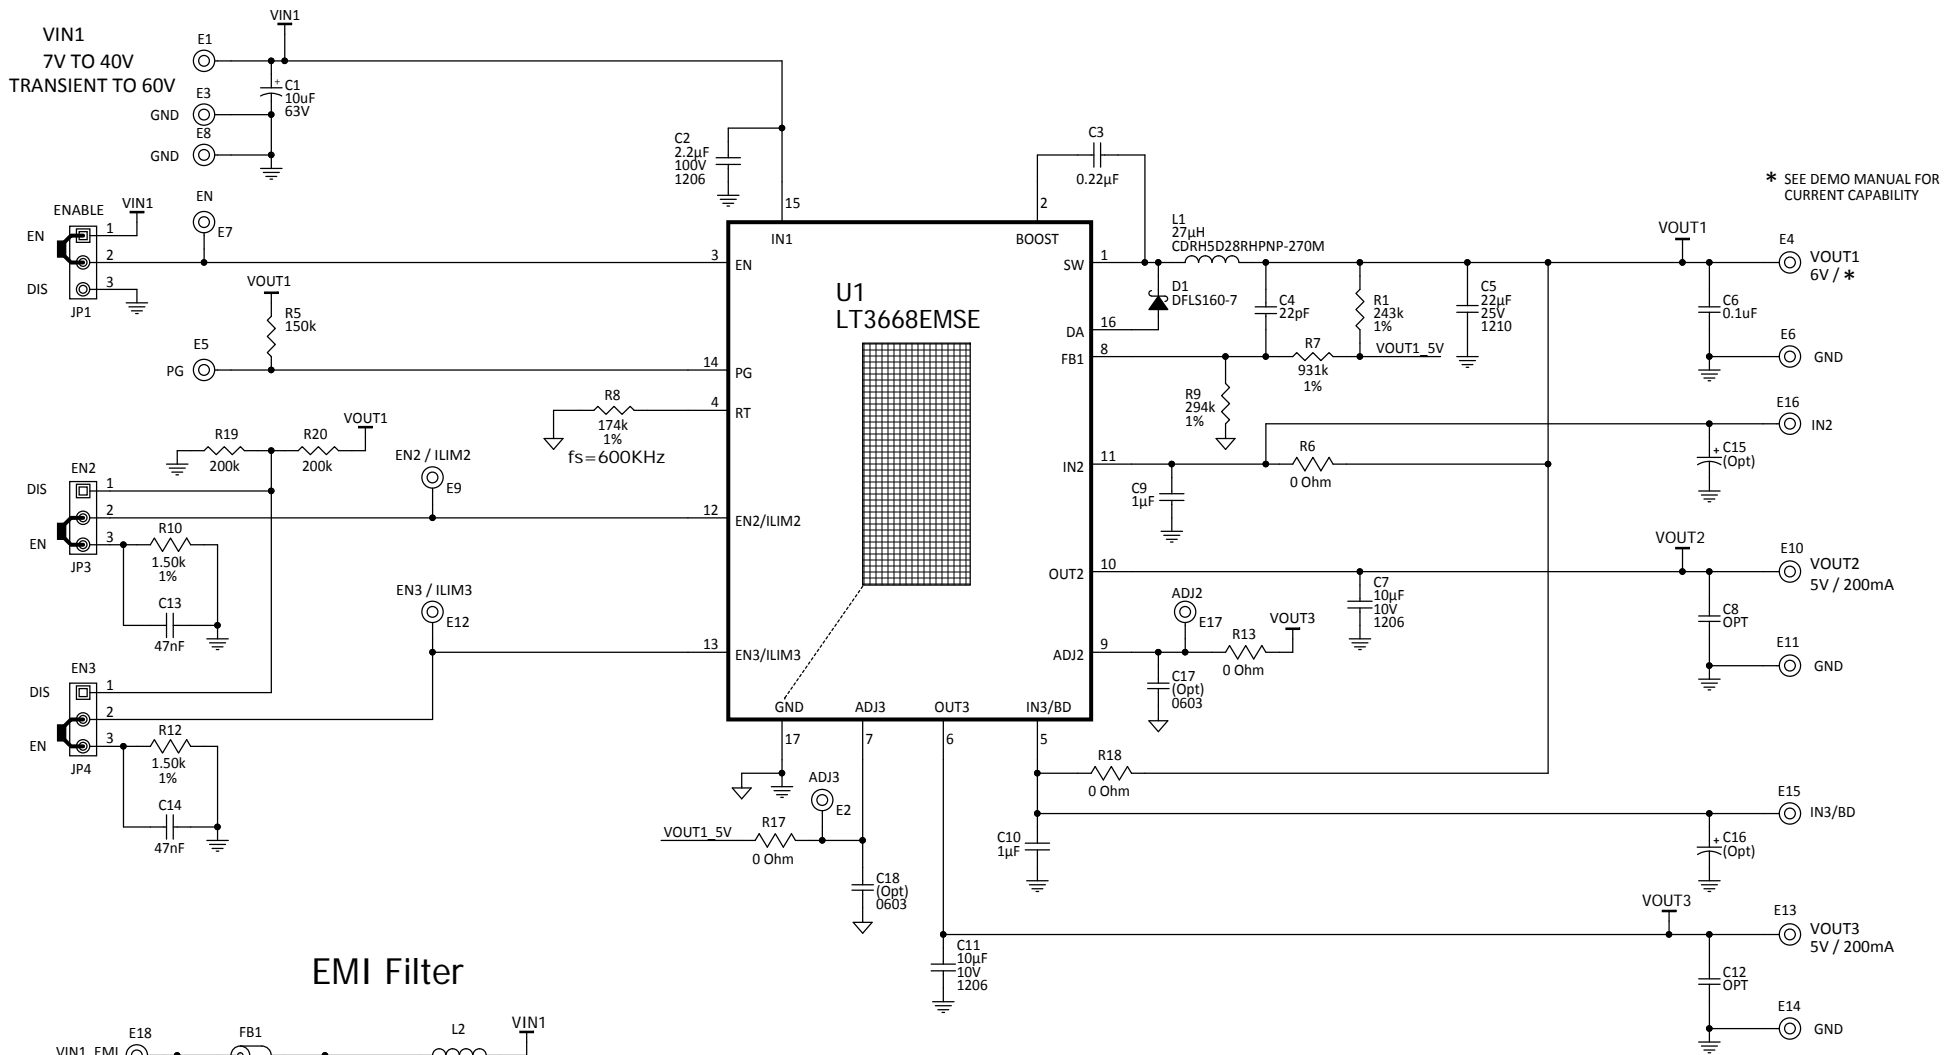 VIN1
7V TO 40V
TRANSIENT TO 60V
E1
VIN1
+
C1
10uF
63V
E3
GND
E8
GND
C2
2.2µF
100V
1206
C3
0.22µF
* SEE DEMO MANUAL FOR
CURRENT CAPABILITY
ENABLE
VIN1
EN
1
2
DIS
3
JP1
EN
E7
VOUT1
R5
150k
E5
PG
R8
174k
1%
fs=600KHz
R19
200k
R20
200k
VOUT1
EN2
DIS
1
2
EN
3
JP3
R10
1.50k
1%
C13
47nF
EN2 / ILIM2
E9
EN3 / ILIM3
E12
EN3
DIS
1
2
EN
3
JP4
R12
1.50k
1%
C14
47nF
15
IN1
2
BOOST
3
EN
U1
LT3668EMSE
14
PG
4
RT
12
EN2/ILIM2
13
EN3/ILIM3
1
SW
16
DA
8
FB1
11
IN2
10
OUT2
9
ADJ2
GND
17
ADJ3
7
OUT3
6
IN3/BD
5
L1
27µH
CDRH5D28RHPNP-270M
D1
DFLS160-7
C4
22pF
R1
243k
1%
C5
22µF
25V
1210
R7
931k
1%
VOUT1_5V
R9
294k
1%
VOUT1
E4
VOUT1
6V / *
C6
0.1uF
E6
GND
E16
IN2
+
C15
(Opt)
R6
0 Ohm
C9
1µF
VOUT2
E10
VOUT2
5V / 200mA
C7
10µF
10V
1206
C8
OPT
E11
GND
ADJ2
E17
R13
0 Ohm
VOUT3
C17
(Opt)
0603
R18
0 Ohm
C10
1µF
E15
IN3/BD
+
C16
(Opt)
ADJ3
E2
VOUT1_5V
R17
0 Ohm
C18
(Opt)
0603
C11
10µF
10V
1206
VOUT3
E13
VOUT3
5V / 200mA
C12
OPT
E14
GND
EMI Filter
VIN1_EMI
E18
FB1
L2
VIN1